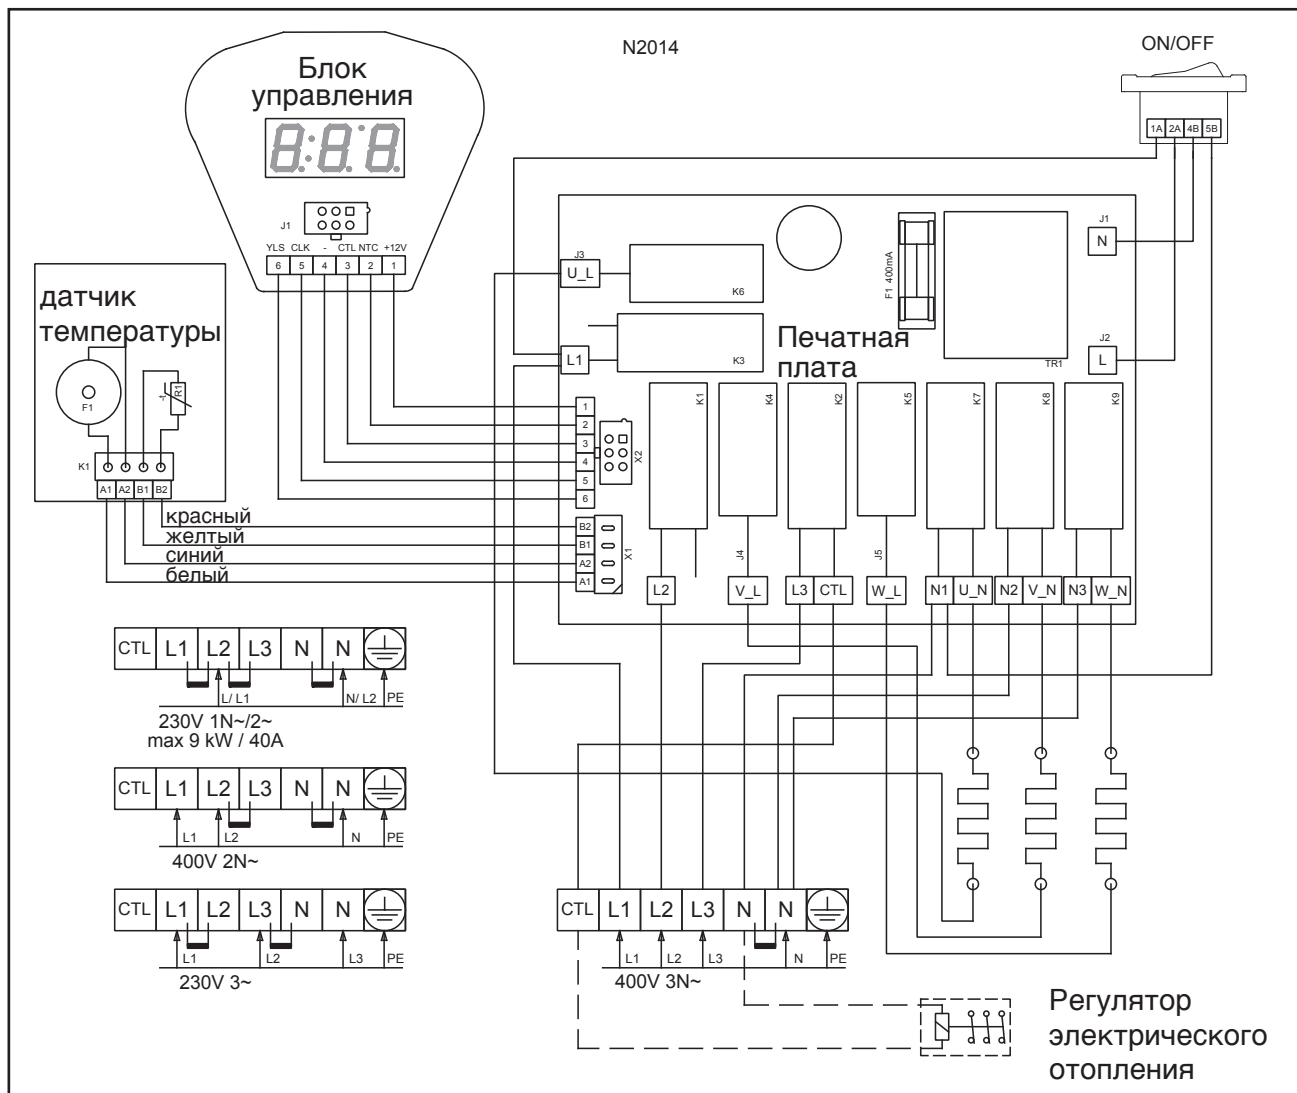 N2014
ON/OFF
1A 2A 4B 5B
Блок
управления
8:8 8.
J1
YLS CLK - CTL NTC +12V
6 5 4 3 2 1
датчик
температуры
F1
-t
R1
K1
A1 A2 B1 B2
красный
желтый
синий
белый
J3
U_L
K6
L1
K3
Печатная
плата
F1 400mA
TR1
J1
N
J2
L
K1 K4 K2 K5 K7 K8 K9
1
2
3
4
5
6
X2
B2
B1
A2
A1
X1
J4
J5
L2 V_L L3 CTL W_L N1 U_N N2 V_N N3 W_N
CTL L1 L2 L3 N N
L/ L1 N/ L2 PE
230V 1N~/2~
max 9 kW / 40A
CTL L1 L2 L3 N N
L1 L2 N PE
400V 2N~
CTL L1 L2 L3 N N
L1 L2 L3 PE
230V 3~
CTL L1 L2 L3 N N
L1 L2 L3 N PE
400V 3N~
Регулятор
электрического
отопления